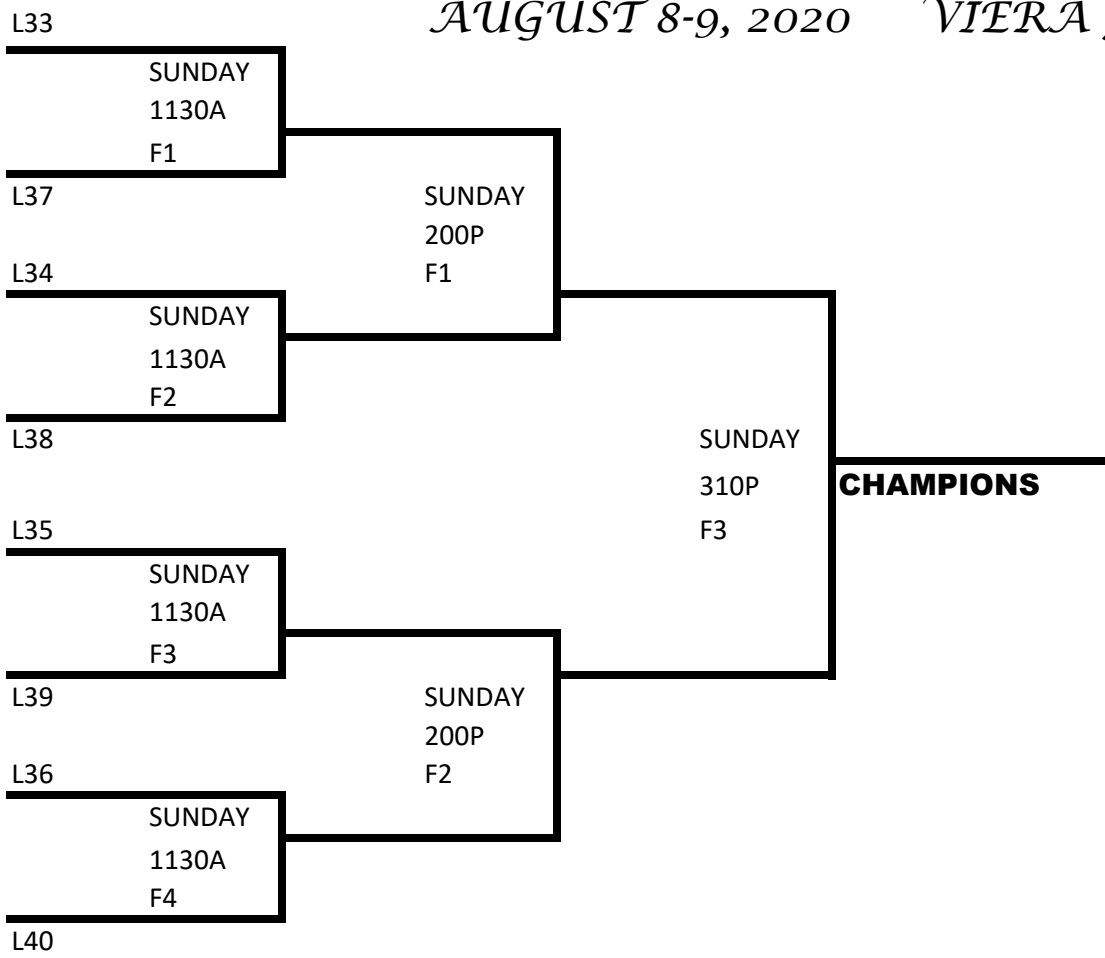 AUGUST 8-9, 2020 VIERA
L33
SUNDAY
1130A
F1
L37
SUNDAY
200P
F1
L34
SUNDAY
1130A
F2
L38
SUNDAY
310P
F3
CHAMPIONS
L35
SUNDAY
1130A
F3
L39
SUNDAY
200P
F2
L36
SUNDAY
1130A
F4
L40